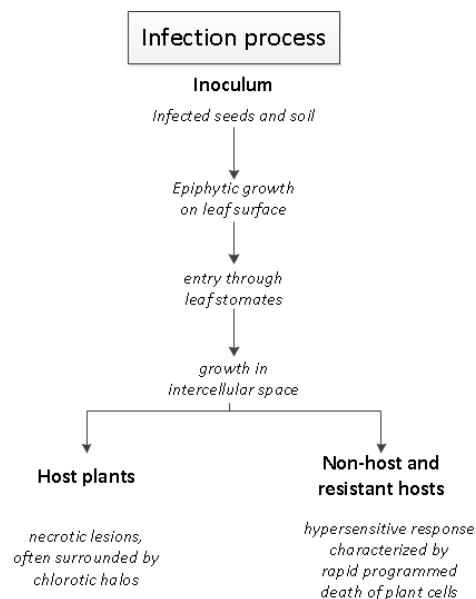 Infection process
Inoculum
Infected seeds and soil
Epiphytic growth
on leaf surface
entry through
leaf stomates
growth in
intercellular space
Host plants
necrotic lesions,
often surrounded by
chlorotic halos
Non-host and
resistant hosts
hypersensitive response
characterized by
rapid programmed
death of plant cells